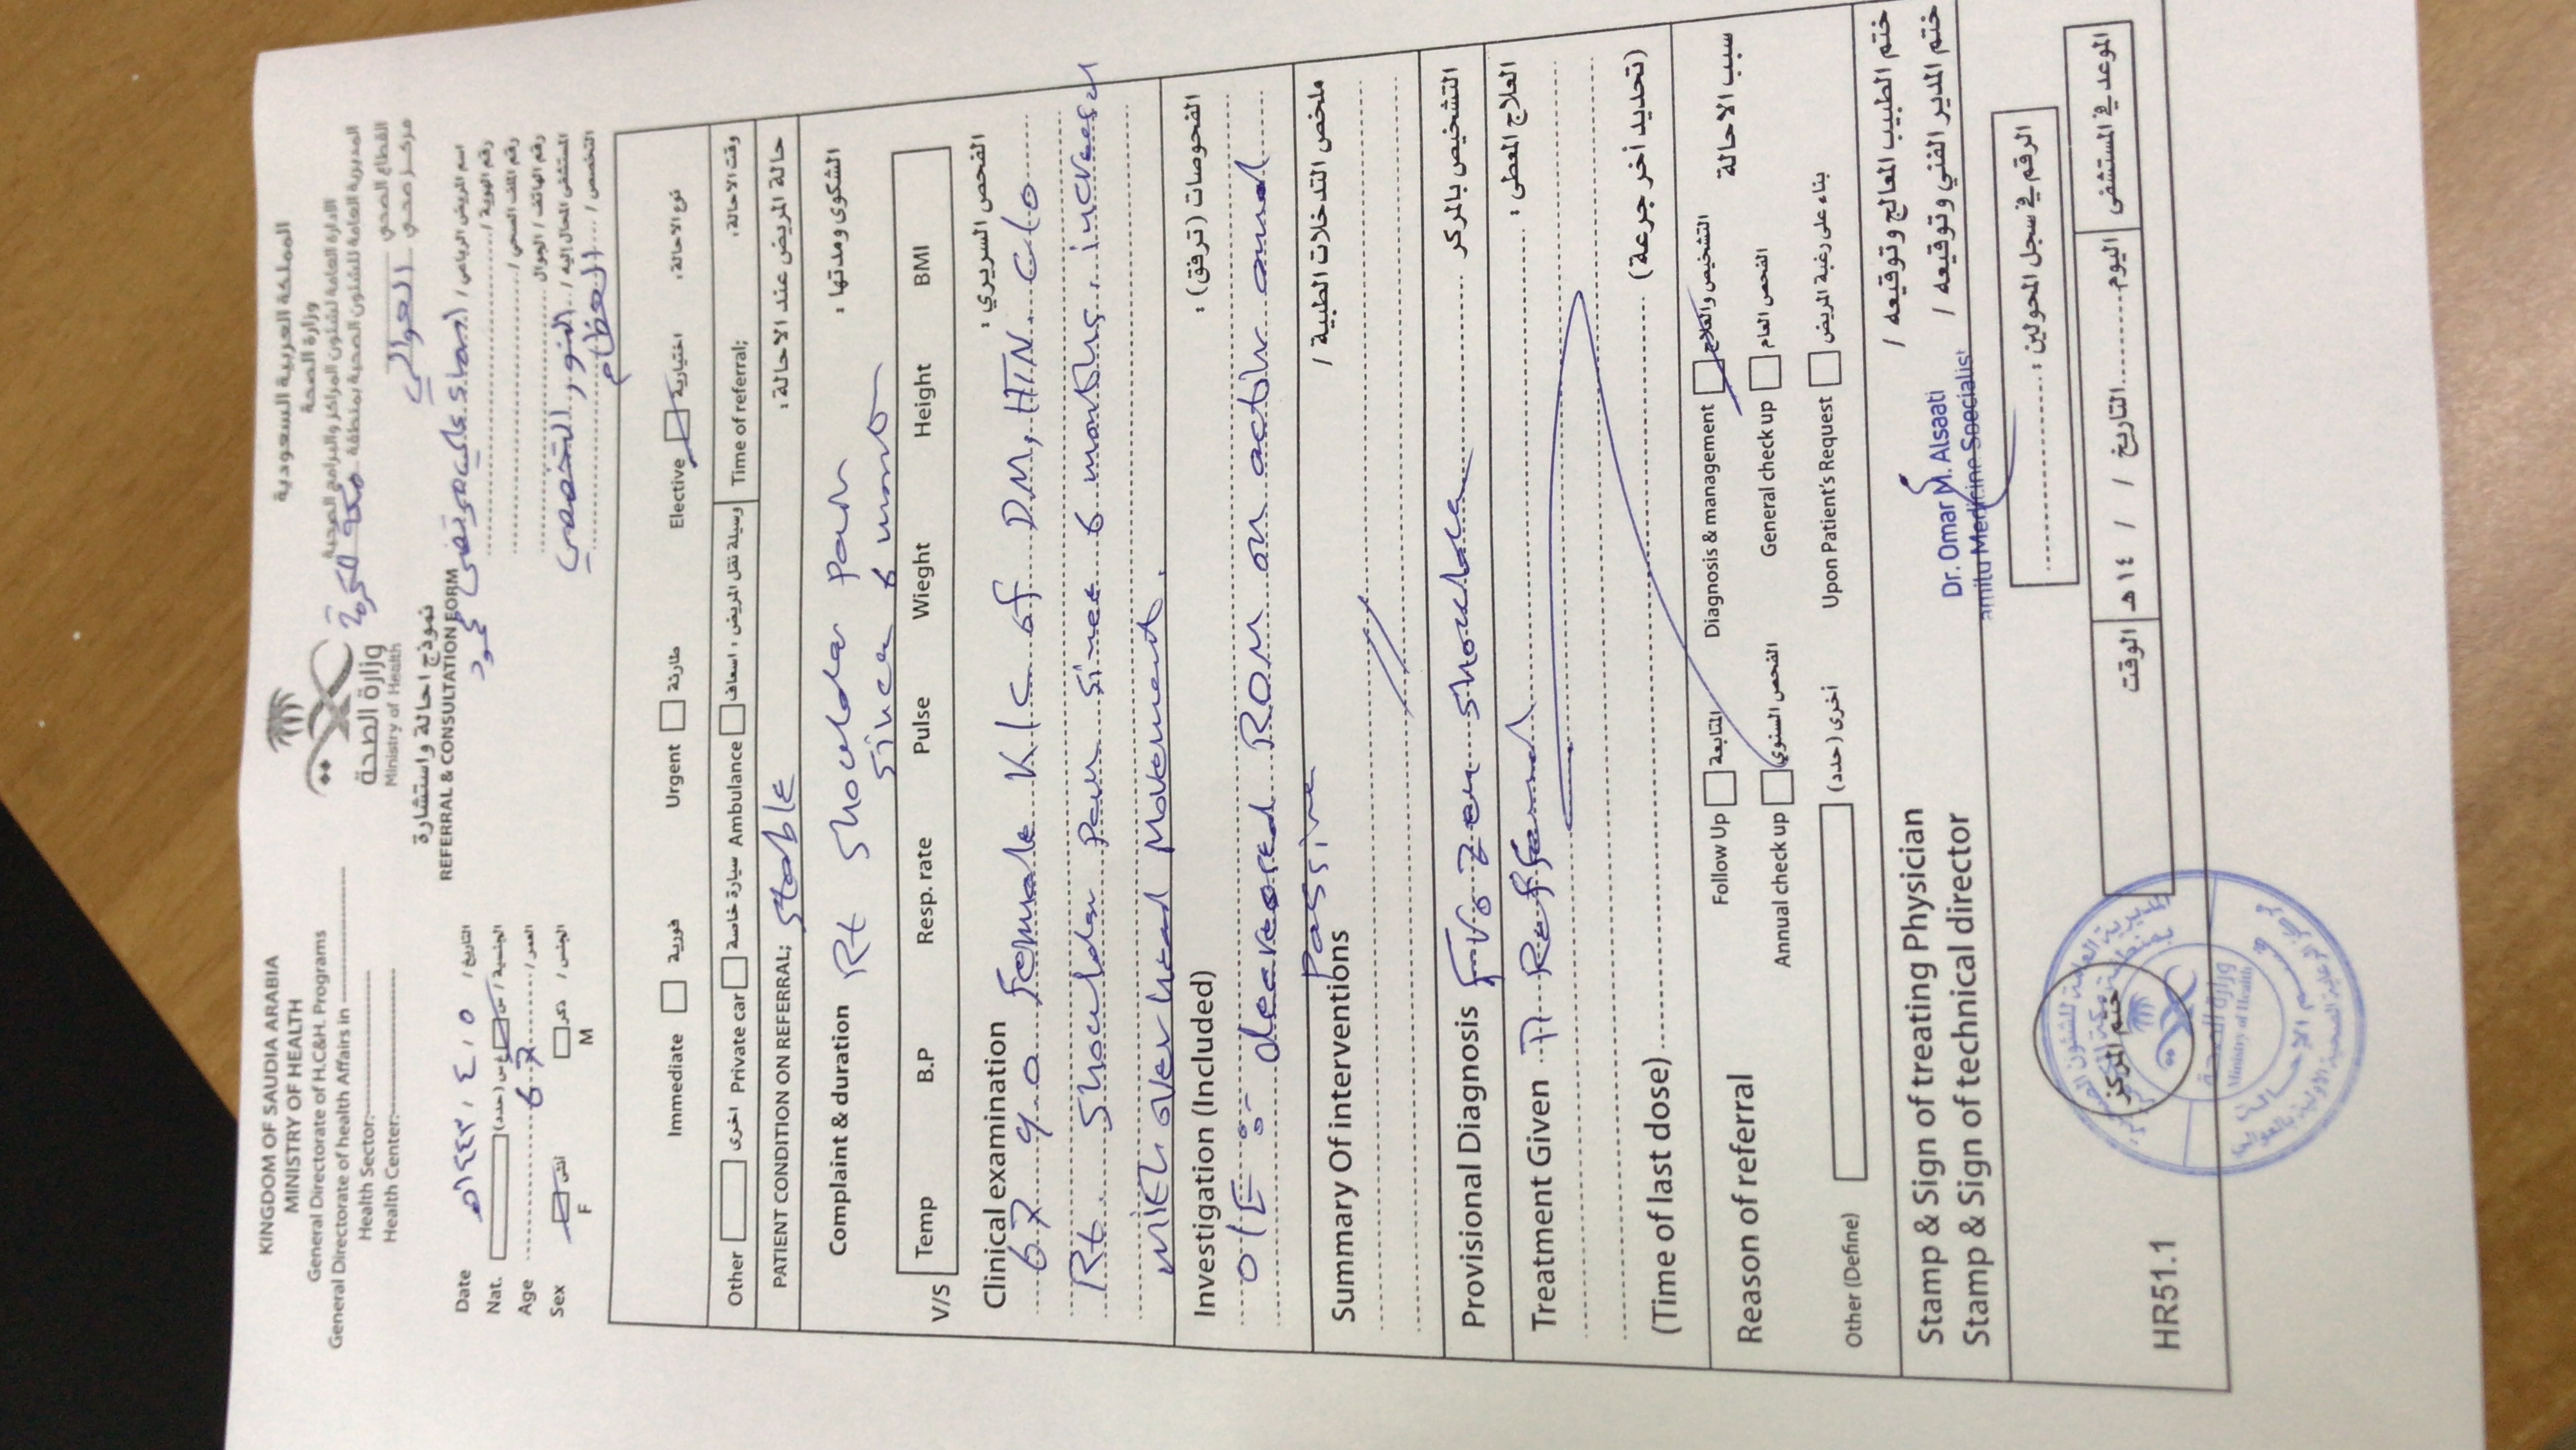 KINGDOM OF SAUDIA ARABIA
MINISTRY OF HEALTH
General Directorate of H.C&H. Programs
General Directorate of health Affairs in
Health Sector:
Health Center:
وزارة الصحة
Ministry of Health
نموذج احالة واستشارة
REFERRAL & CONSULTATION FORM
المملكة العربية السعودية
وزارة الصحة
الادارة العامة لشئون المراكز والبرامج الصحية
المديرية العامة للشئون الصحية بمنطقة مكة المكرمة
القطاع الصحي
مركز صحي العوالي
Date ٥ / ٤ / ١٤٤٣هـ التاريخ /
Nat. الجنسية / س غ س (حدد)
Age 67 العمر /
Sex أنثى ذكر الجنس /
F M
اسم المريض الرباعي / اسماء علي مرتضى محمود
رقم الهوية /
رقم الملف الصحي /
رقم الهاتف / الجوال
المستشفى المحال إليه / النور التخصصي
التخصص / العظام
Immediate فورية Urgent طارئة Elective اختيارية نوع الاحالة :
Other اخرى Private car سيارة خاصة Ambulance وسيلة نقل المريض : اسعاف Time of referral; وقت الاحالة :
PATIENT CONDITION ON REFERRAL; Stable حالة المريض عند الاحالة :
Complaint & duration Rt shoulder pain الشكوى ومدتها :
since 6 month
V/S Temp B.P Resp. rate Pulse Wieght Height BMI
Clinical examination الفحص السريري :
67 y.o female K/C of DM, HTN. C/o
Rt. shoulder pain since 6 months. increased
with over head Movement.
Investigation (Included) الفحوصات (ترفق) :
O/E :- decreased ROM on active and
passive
Summary Of interventions ملخص التدخلات الطبية /
Provisional Diagnosis Frozen shoulder التشخيص بالمركز
Treatment Given Refferal العلاج المعطى :
(Time of last dose) (تحديد أخر جرعة)
Reason of referral Follow Up المتابعة Diagnosis & management التشخيص والعلاج سبب الاحالة
Annual check up الفحص السنوي General check up الفحص العام
Other (Define) أخرى (حدد) Upon Patient's Request بناء على رغبة المريض
Stamp & Sign of treating Physician ختم الطبيب المعالج وتوقيعه /
Stamp & Sign of technical director ختم المدير الفني وتوقيعه /
Dr. Omar M. Alsaati
amily Medicine Specialist
الرقم في سجل المحولين :
الموعد في المستشفى اليوم التاريخ / / ١٤ هـ الوقت
HR51.1
ختم المركز
المديرية العامة للشئون الصحية
بمنطقة مكة المكرمة
وزارة الصحة
Ministry of Health
قسم الإحالات
مركز الرعاية الصحية الأولية بالعوالي